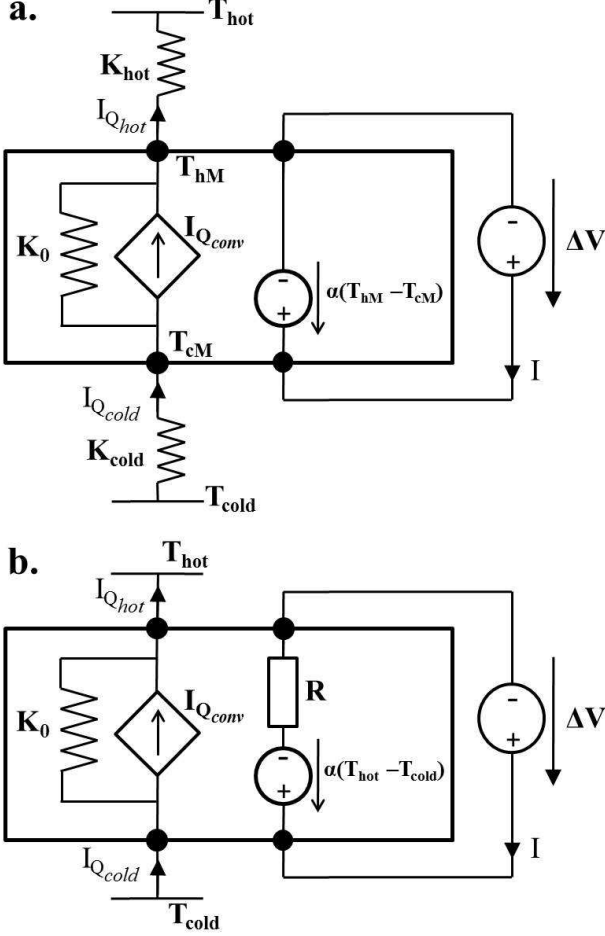 a.
T_hot
K_hot
I_Q_hot
T_hM
K_0
I_Q_conv
-
+
α(T_hM –T_cM)
-
+
ΔV
I
T_cM
I_Q_cold
K_cold
T_cold
b.
T_hot
I_Q_hot
K_0
I_Q_conv
R
-
+
α(T_hot –T_cold)
-
+
ΔV
I
I_Q_cold
T_cold